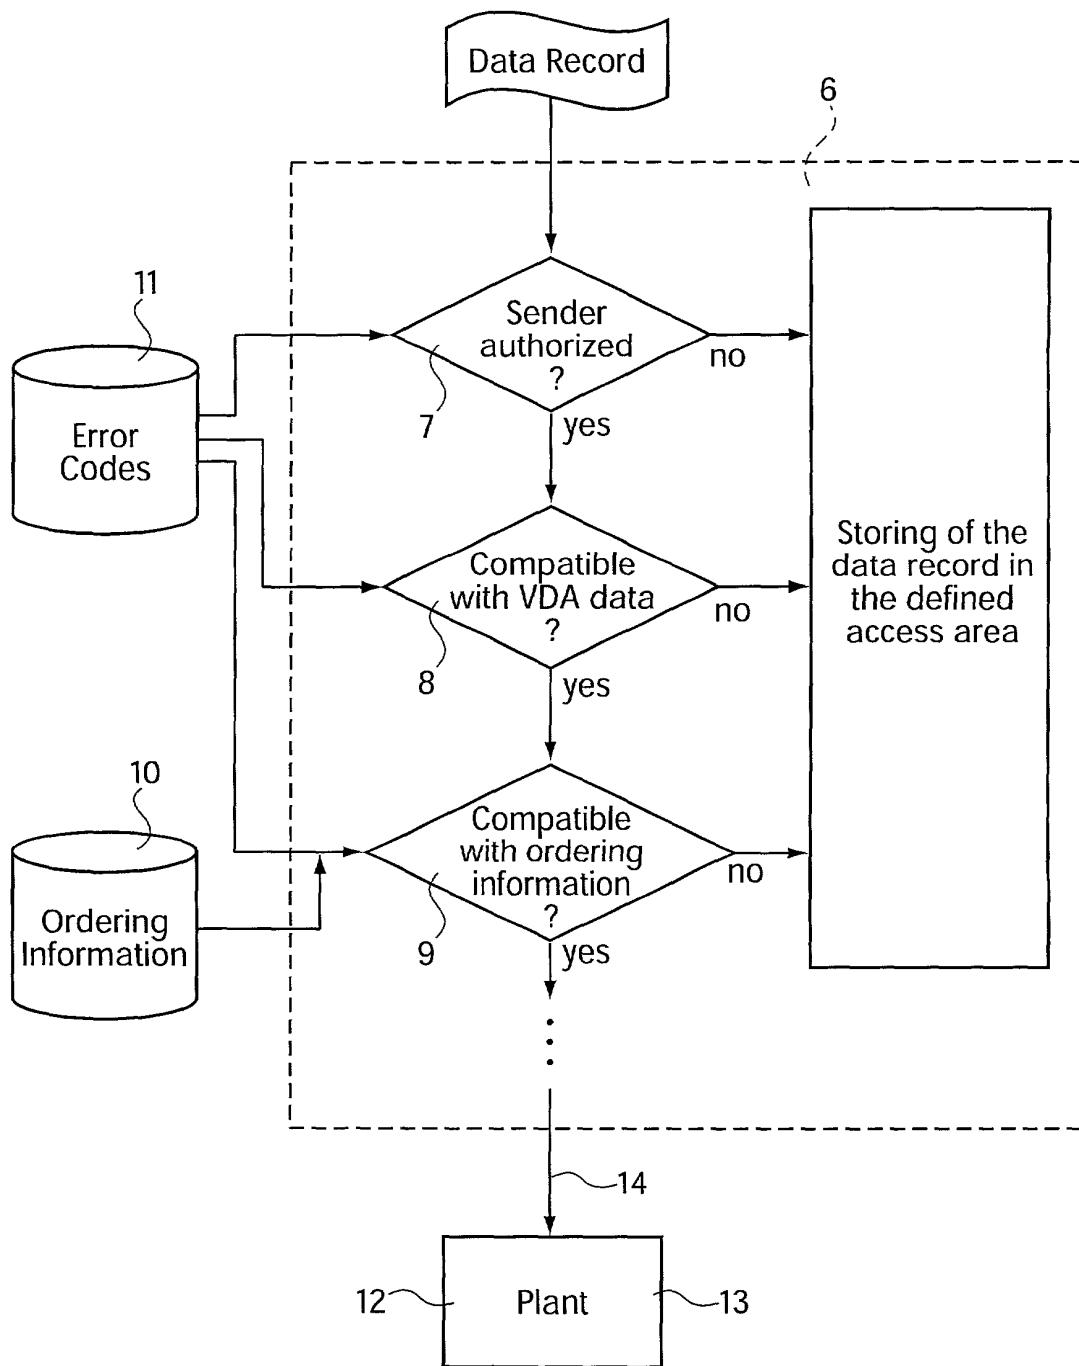 Data Record
6
11
Sender
authorized
?
no
7
yes
Error
Codes
Compatible
with VDA data
?
no
8
yes
Storing of the
data record in
the defined
access area
10
Compatible
with ordering
information
?
no
9
yes
Ordering
Information
14
12
Plant
13